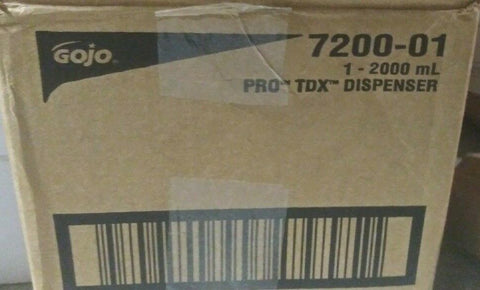 GOJO
7200-01
1 - 2000 mL
PRO™ TDX™ DISPENSER